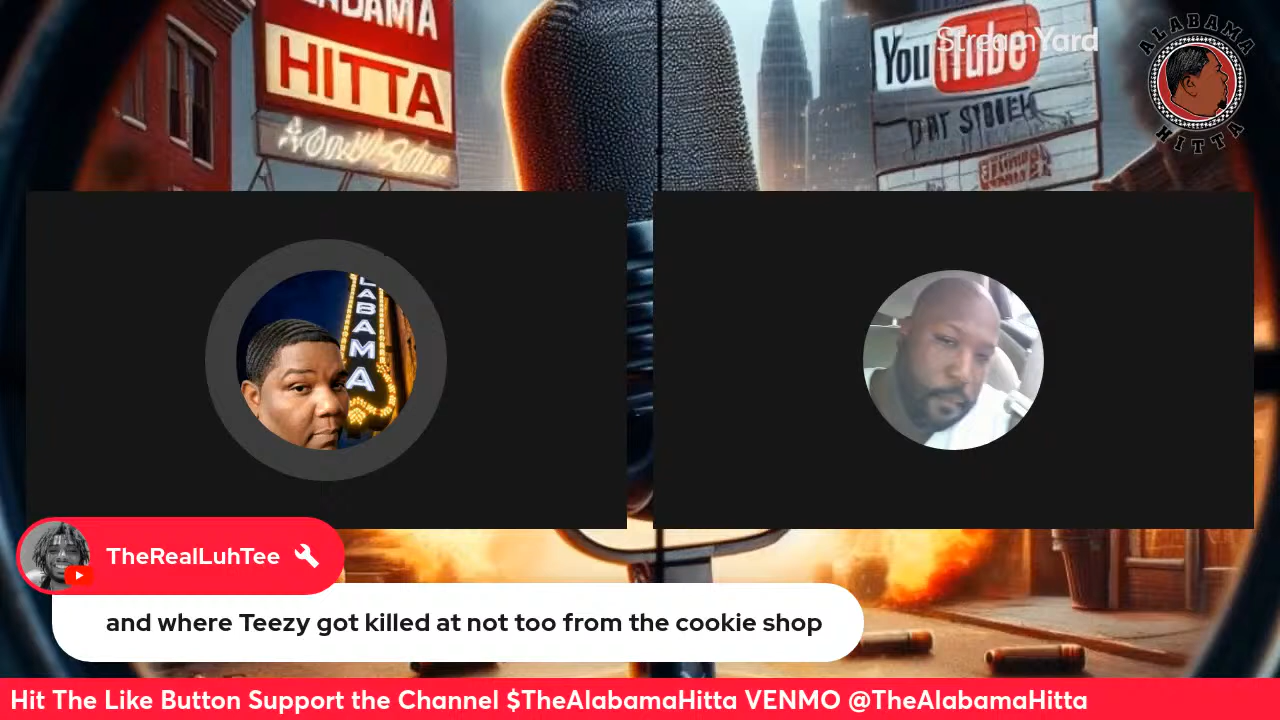 ALABAMA
HITTA
YouTube
StreamYard
ALABAMA
HITTA
LABAMA
TheRealLuhTee
and where Teezy got killed at not too from the cookie shop
Hit The Like Button Support the Channel $TheAlabamaHitta VENMO @TheAlabamaHitta